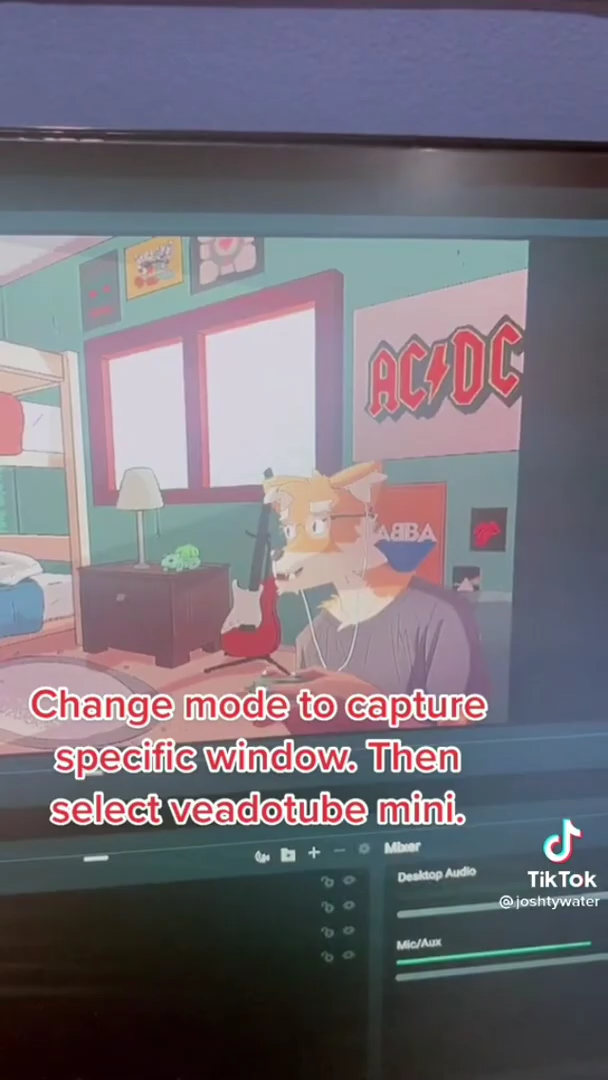 AC DC
ABBA
Change mode to capture
specific window. Then
select veadotube mini.
Mixer
Desktop Audio
Mic/Aux
TikTok
@joshtywater